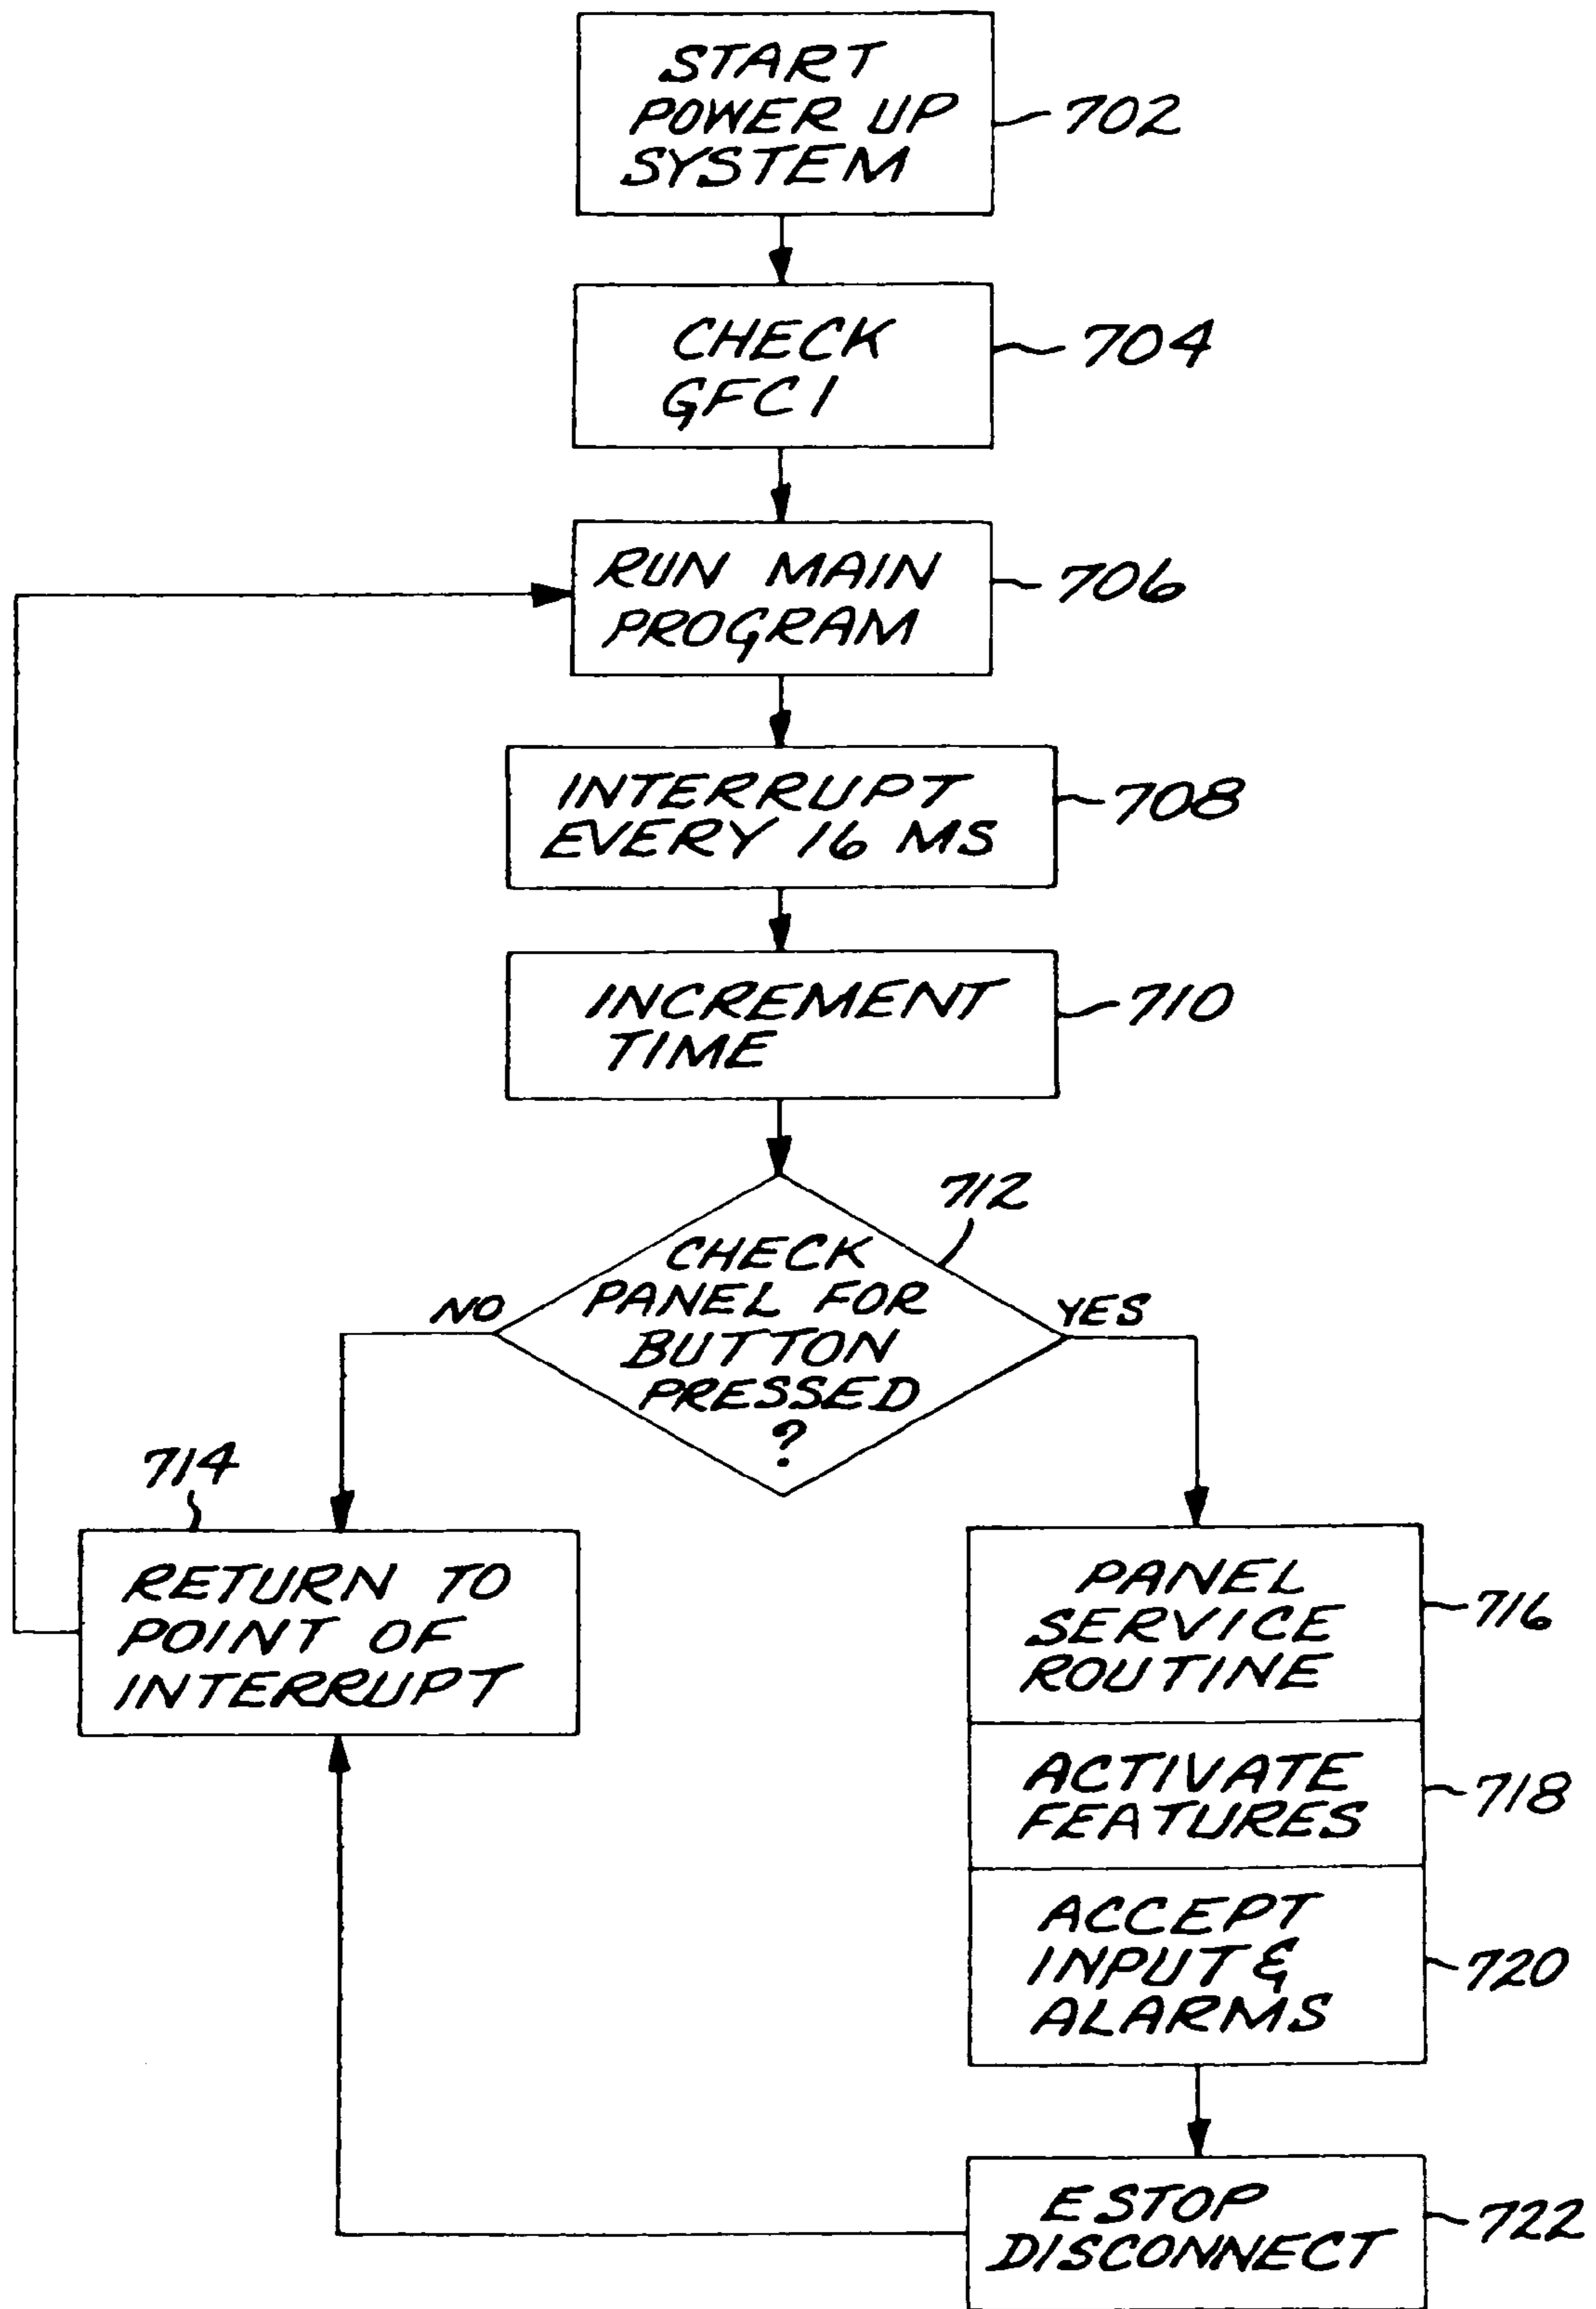 START
POWER UP
SYSTEM
702
CHECK
GFCI
704
RUN MAIN
PROGRAM
706
INTERRUPT
EVERY 16 MS
708
INCREMENT
TIME
710
712
CHECK
PANEL FOR
BUTTON
PRESSED
?
NO
YES
714
RETURN TO
POINT OF
INTERRUPT
PANEL
SERVICE
ROUTINE
716
ACTIVATE
FEATURES
718
ACCEPT
INPUT &
ALARMS
720
E STOP
DISCONNECT
722